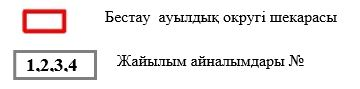 Бестау ауылдық округі шекарасы
1,2,3,4 Жайылым айналымдары №